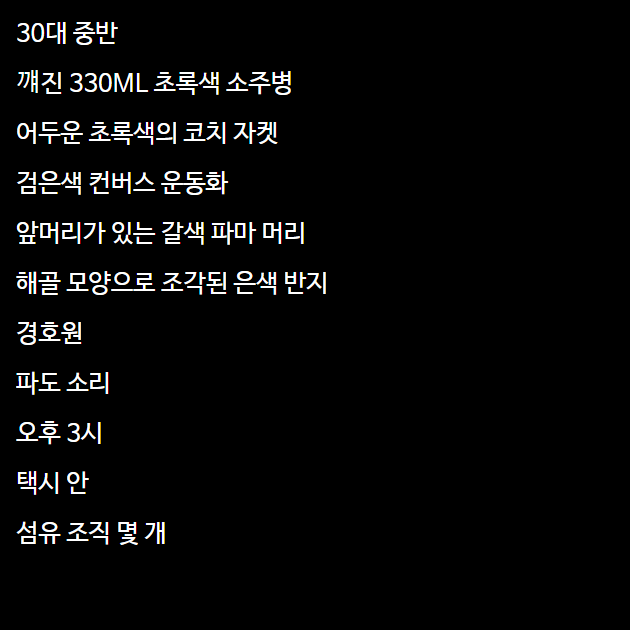 30대 중반
꺠진 330ML 초록색 소주병
어두운 초록색의 코치 자켓
검은색 컨버스 운동화
앞머리가 있는 갈색 파마 머리
해골 모양으로 조각된 은색 반지
경호원
파도 소리
오후 3시
택시 안
섬유 조직 몇 개